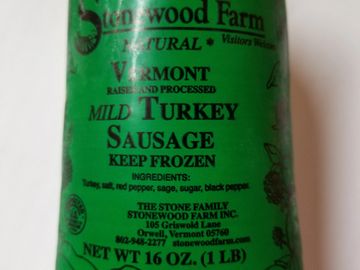 Stonewood Farm
NATURAL * Visitors Welcome
VERMONT
RAISED AND PROCESSED
MILD TURKEY
SAUSAGE
KEEP FROZEN
INGREDIENTS:
Turkey, salt, red pepper, sage, sugar, black pepper.
THE STONE FAMILY
STONEWOOD FARM INC.
105 Griswold Lane
Orwell, Vermont 05760
802-948-2277 stonewoodfarm.com
NET WT 16 OZ. (1 LB)